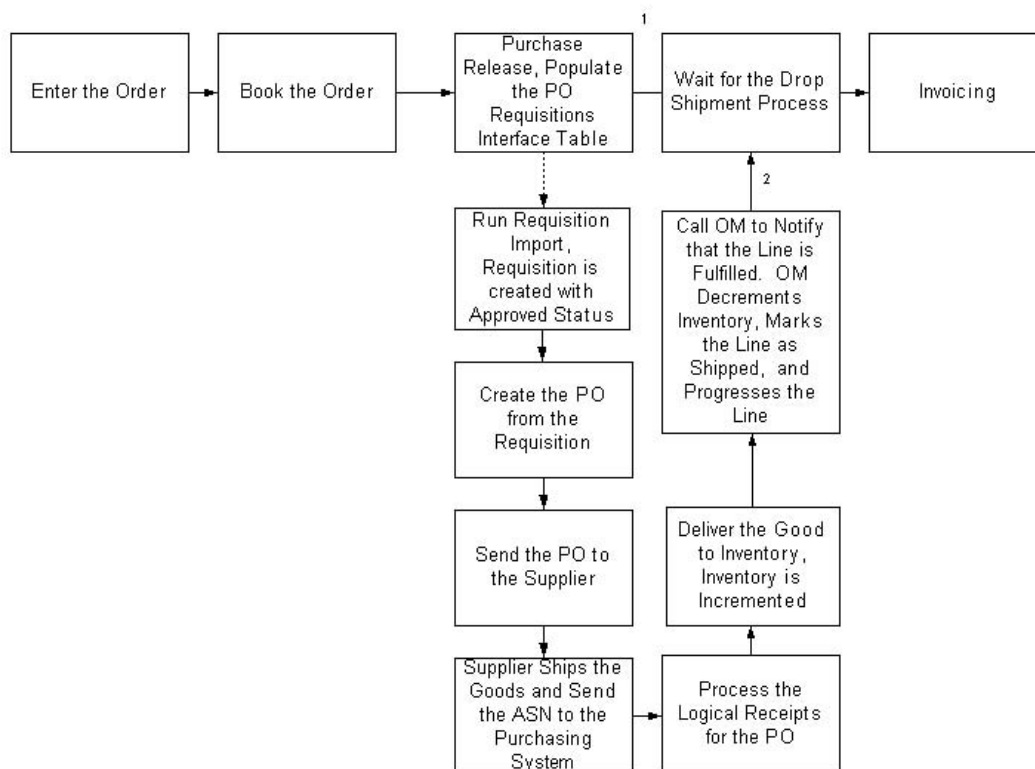 1
Enter the Order
Book the Order
Purchase
Release, Populate
the PO
Requisitions
Interface Table
Wait for the Drop
Shipment Process
Invoicing
2
Run Requisition
Import,
Requisition is
created with
Approved Status
Call OM to Notify
that the Line is
Fulfilled. OM
Decrements
Inventory, Marks
the Line as
Shipped, and
Progresses the
Line
Create the PO
from the
Requisition
Send the PO to
the Supplier
Deliver the Good
to Inventory,
Inventory is
Incremented
Supplier Ships the
Goods and Send
the ASN to the
Purchasing
System
Process the
Logical Receipts
for the PO